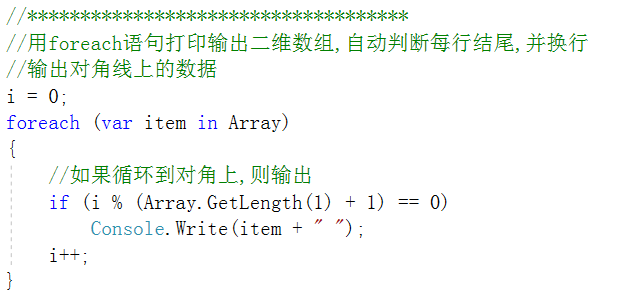 //************************************
//用foreach语句打印输出二维数组,自动判断每行结尾,并换行
//输出对角线上的数据
i = 0;
foreach (var item in Array)
{
    //如果循环到对角上,则输出
    if (i % (Array.GetLength(1) + 1) == 0)
        Console.Write(item + " ");
    i++;
}